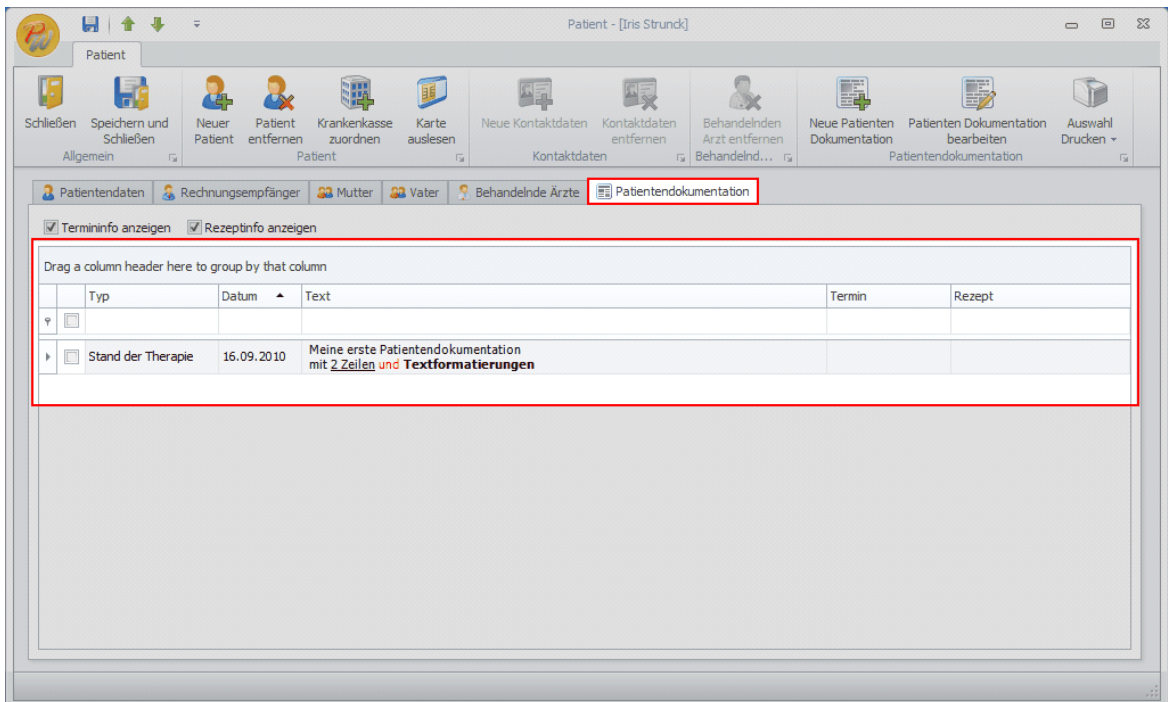 Patient - [Iris Strunck]
Patient
Schließen
Speichern und
Schließen
Allgemein
Neuer
Patient
Patient
entfernen
Krankenkasse
zuordnen
Karte
auslesen
Patient
Neue Kontaktdaten
Kontaktdaten
entfernen
Kontaktdaten
Behandelnden
Arzt entfernen
Behandelnd...
Neue Patienten
Dokumentation
Patienten Dokumentation
bearbeiten
Auswahl
Drucken
Patientendokumentation
Patientendaten Rechnungsempfänger Mutter Vater Behandelnde Ärzte Patientendokumentation
Termininfo anzeigen Rezeptinfo anzeigen
Drag a column header here to group by that column
Typ Datum Text Termin Rezept
Stand der Therapie 16.09.2010 Meine erste Patientendokumentation
mit 2 Zeilen und Textformatierungen